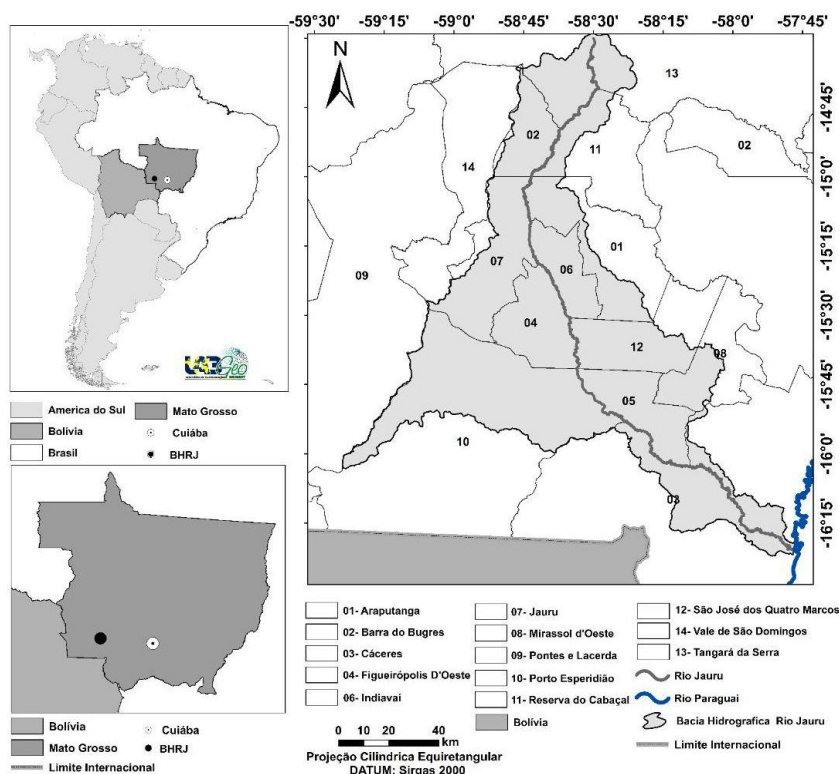 -59°30' -59°15' -59°0' -58°45' -58°30' -58°15' -58°0' -57°45'
N
13
02
02
11
14
01
07
06
09
04
12
08
05
10
03
-14°45'
-15°0'
-15°15'
-15°30'
-15°45'
-16°0'
-16°15'
America do Sul
Mato Grosso
Bolívia
Cuiába
Brasil
BHRJ
Bolívia
Cuiába
Mato Grosso
BHRJ
Limite Internacional
01- Araputanga
02- Barra do Bugres
03- Cáceres
04- Figueirópolis D'Oeste
06- Indiavai
07- Jauru
08- Mirassol d'Oeste
09- Pontes e Lacerda
10- Porto Esperidião
11- Reserva do Cabaçal
Bolívia
12- São José dos Quatro Marcos
14- Vale de São Domingos
13- Tangará da Serra
Rio Jauru
Rio Paraguai
Bacia Hidrografica Rio Jauru
Limite Internacional
0 10 20 40
km
Projeção Cilindrica Equiretangular
DATUM: Sirgas 2000